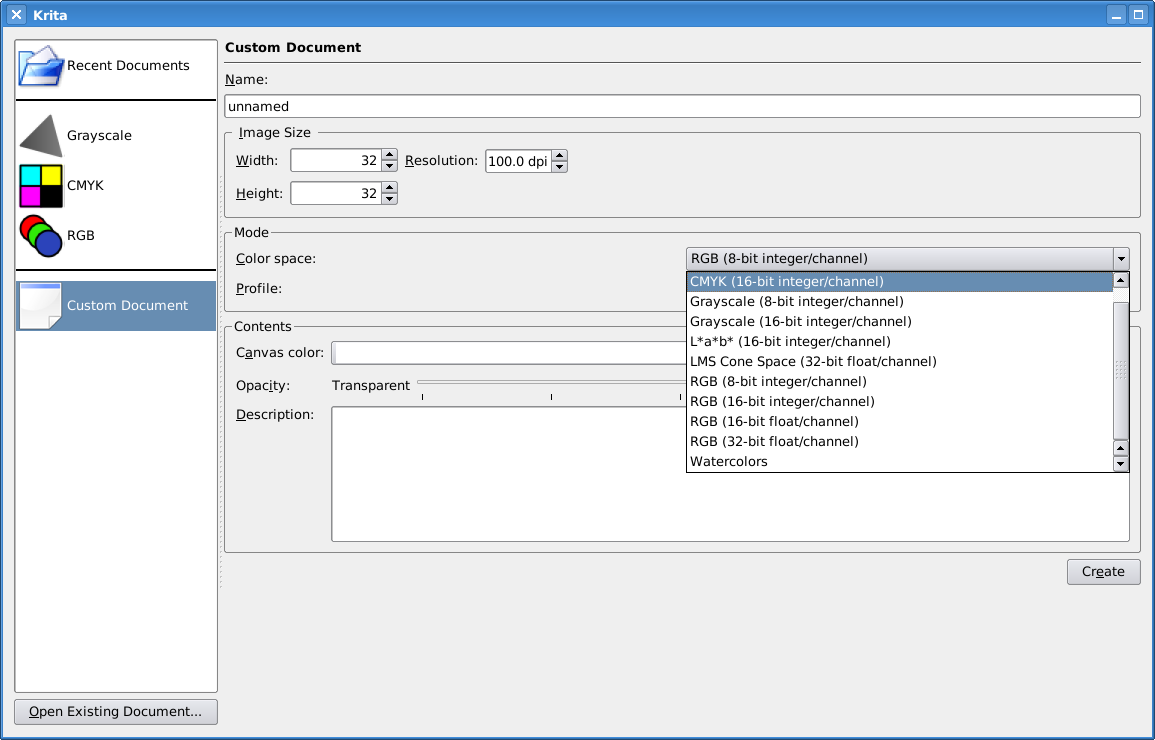 Krita
Recent Documents
Grayscale
CMYK
RGB
Custom Document
Open Existing Document...
Custom Document
Name:
unnamed
Image Size
Width: 32 Resolution: 100.0 dpi
Height: 32
Mode
Color space: RGB (8-bit integer/channel)
Profile:
CMYK (16-bit integer/channel)
Grayscale (8-bit integer/channel)
Grayscale (16-bit integer/channel)
L*a*b* (16-bit integer/channel)
LMS Cone Space (32-bit float/channel)
RGB (8-bit integer/channel)
RGB (16-bit integer/channel)
RGB (16-bit float/channel)
RGB (32-bit float/channel)
Watercolors
Contents
Canvas color:
Opacity: Transparent
Description:
Create